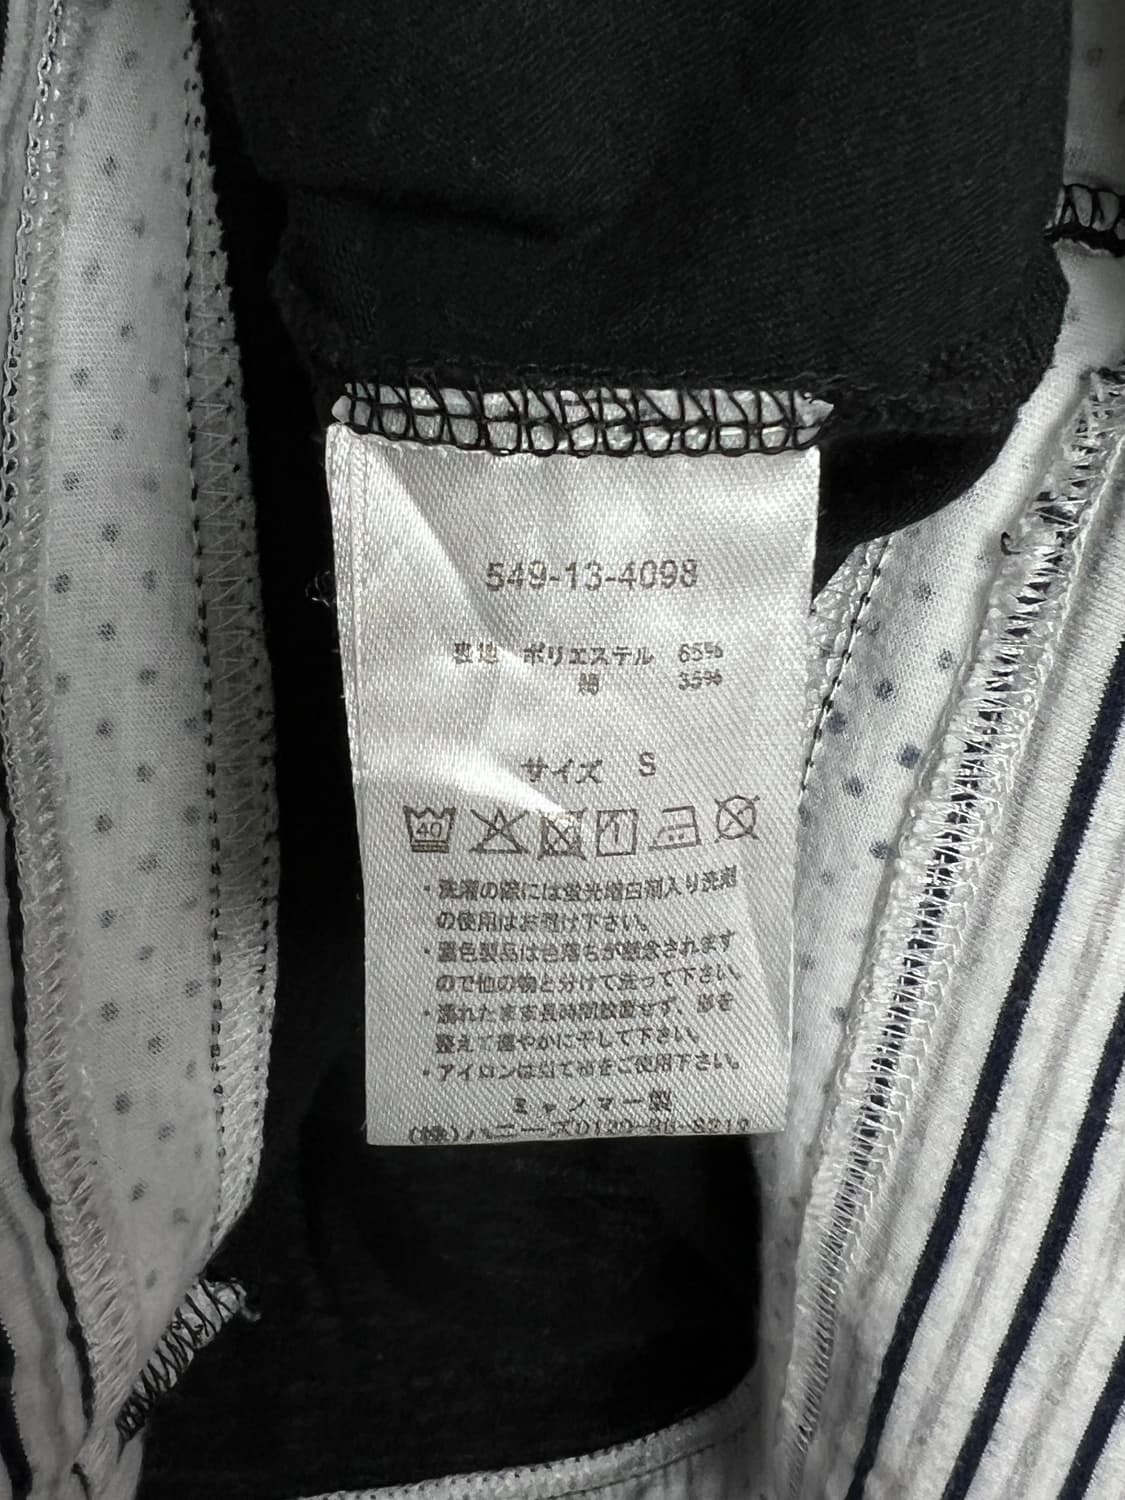 549-13-4098
表地 ポリエステル 65%
綿 35%
サイズ S
40
・洗濯の際には蛍光増白剤入り洗剤
の使用はお避け下さい。
・濃色製品は色落ちが懸念されます
ので他の物と分けて洗って下さい。
・濡れたまま長時間放置せず、形を
整えて速やかに干して下さい。
・アイロンは当て布をご使用下さい。
ミャンマー製
(株)ハニーズ